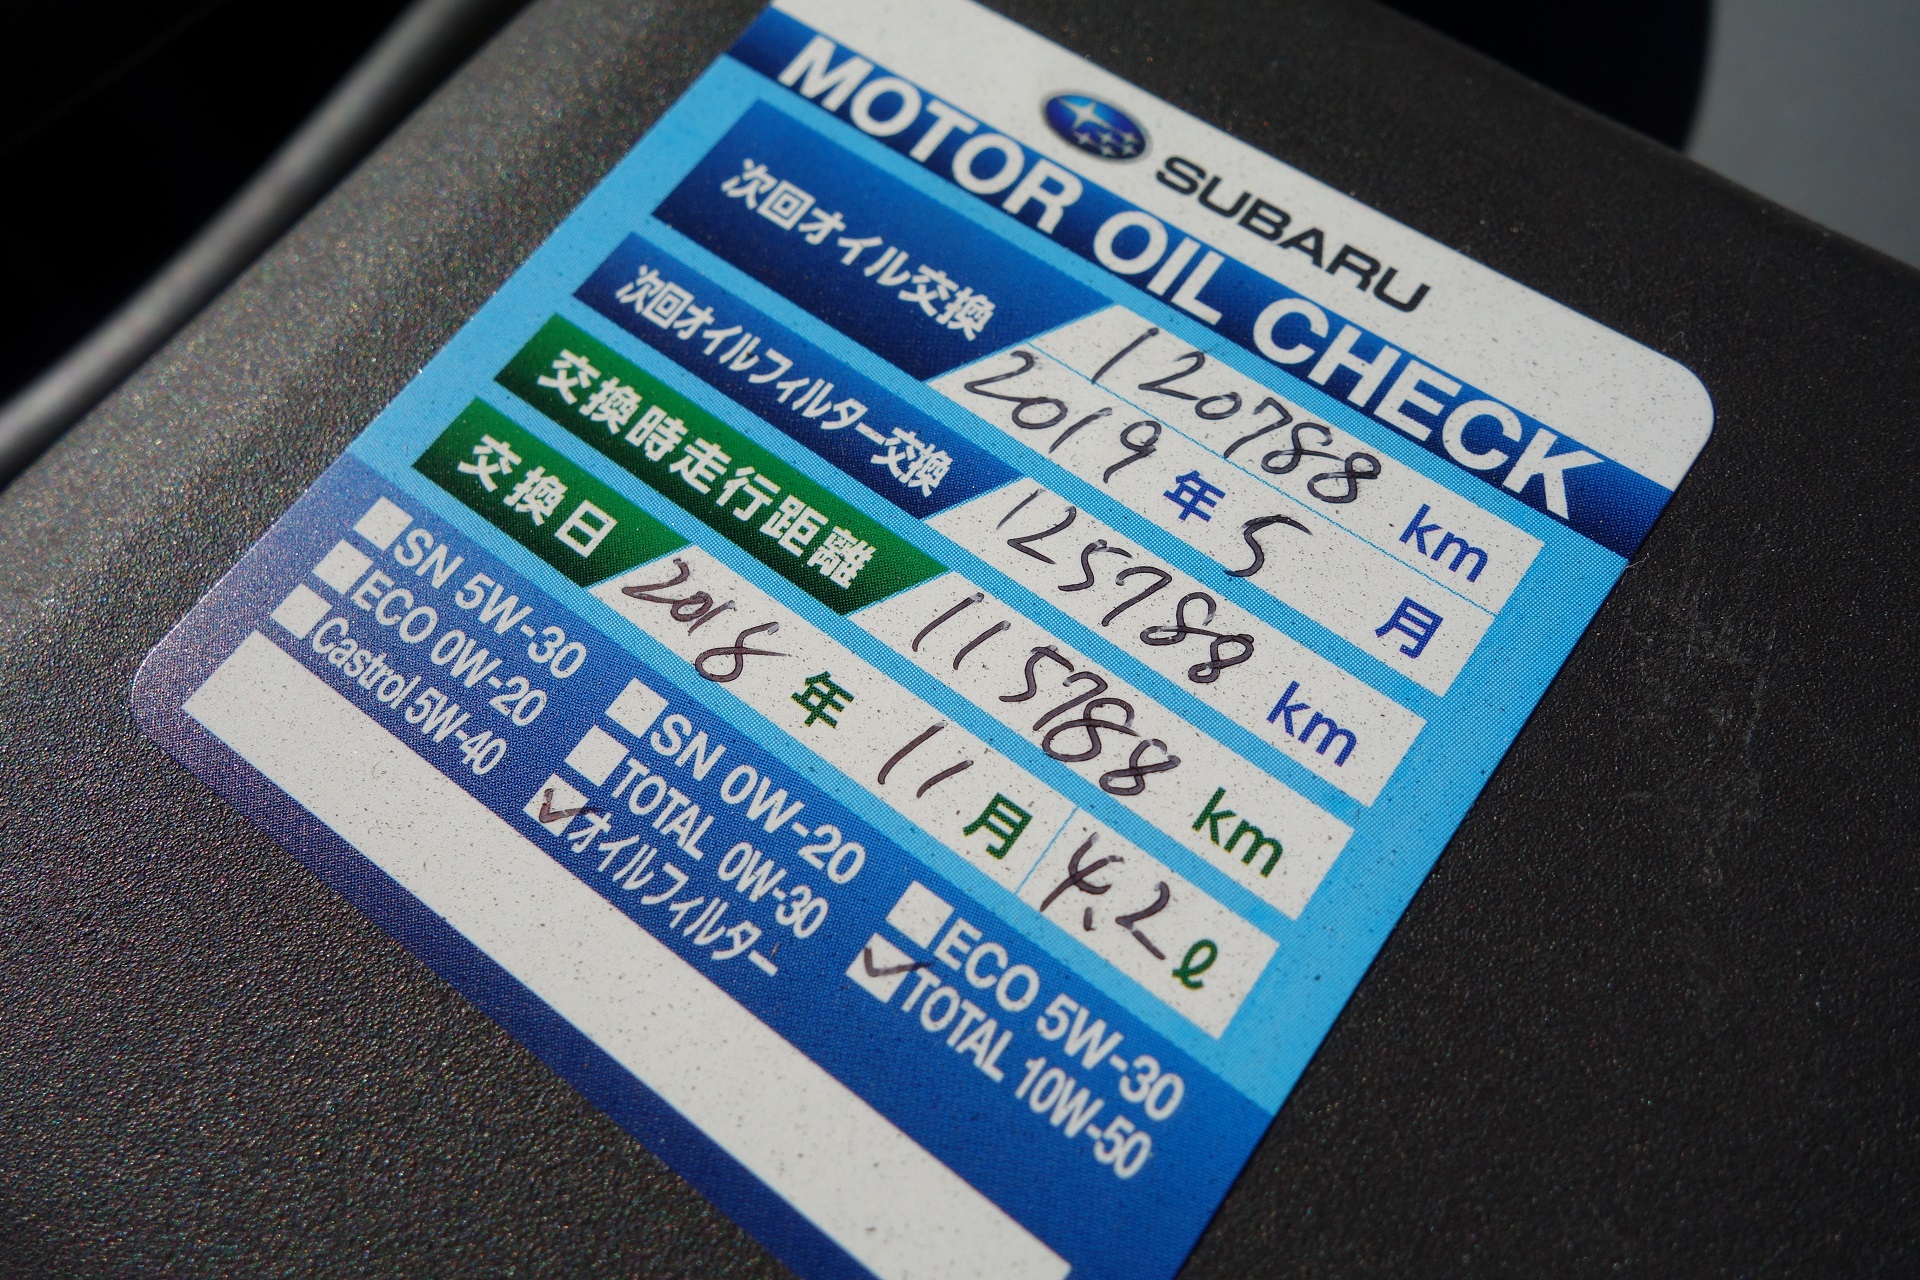 SUBARU
MOTOR OIL CHECK
次回オイル交換 120788 km
2019 年 5 月
次回オイルフィルター交換 125788 km
交換時走行距離 115788 km
交換日 2018 年 11 月 4.2 ℓ
SN 5W-30 SN 0W-20 ECO 5W-30
ECO 0W-20 TOTAL 0W-30 TOTAL 10W-50
Castrol 5W-40 オイルフィルター